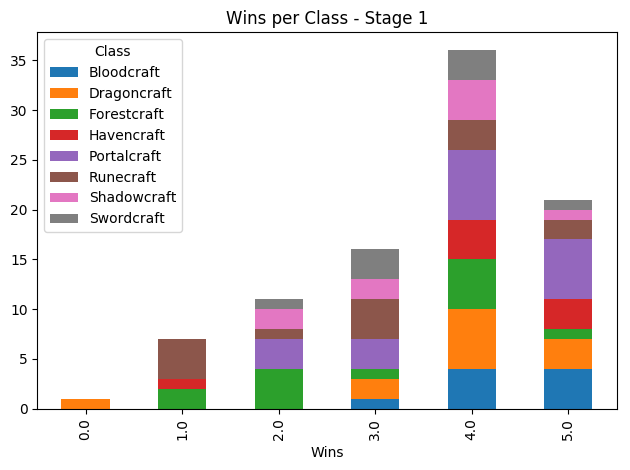 Wins per Class - Stage 1
Class
Bloodcraft
Dragoncraft
Forestcraft
Havencraft
Portalcraft
Runecraft
Shadowcraft
Swordcraft
35
30
25
20
15
10
5
0
0.0
1.0
2.0
3.0
4.0
5.0
Wins